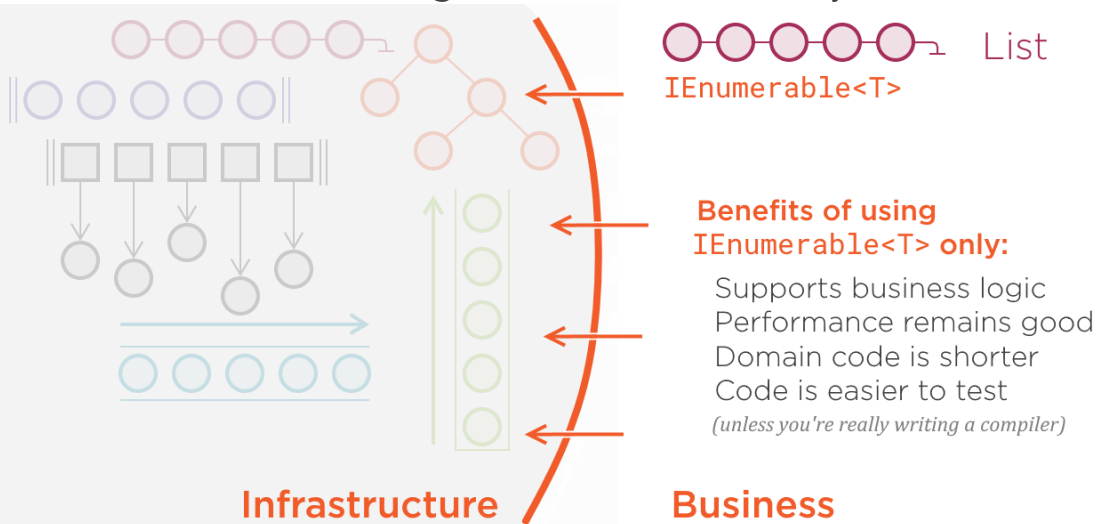 List
IEnumerable<T>
Benefits of using
IEnumerable<T> only:
Supports business logic
Performance remains good
Domain code is shorter
Code is easier to test
(unless you're really writing a compiler)
Infrastructure
Business